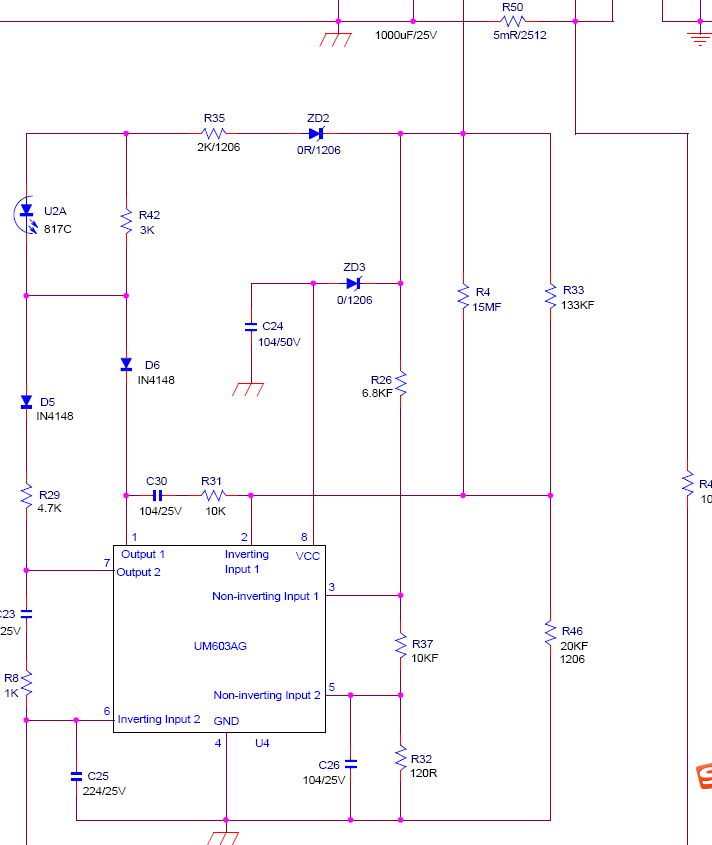 R50
1000uF/25V
5mR/2512
R35
2K/1206
ZD2
0R/1206
U2A
817C
R42
3K
ZD3
0/1206
C24
104/50V
R4
15MF
R33
133KF
D6
IN4148
R26
6.8KF
D5
IN4148
C30
104/25V
R31
10K
R29
4.7K
R4
10
1
2
8
Output 1
Inverting
Input 1
VCC
7
Output 2
3
Non-inverting Input 1
C23
25V
UM603AG
R37
10KF
R46
20KF
1206
R8
1K
5
Non-inverting Input 2
6
Inverting Input 2
GND
4
U4
C25
224/25V
C26
104/25V
R32
120R